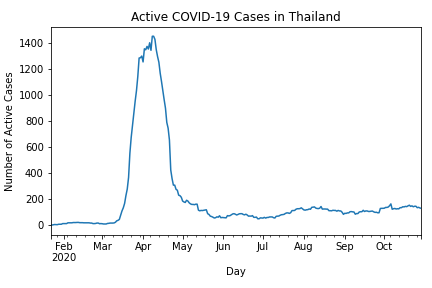 Active COVID-19 Cases in Thailand
1400
1200
1000
800
600
400
200
0
Number of Active Cases
Feb Mar Apr May Jun Jul Aug Sep Oct
2020
Day